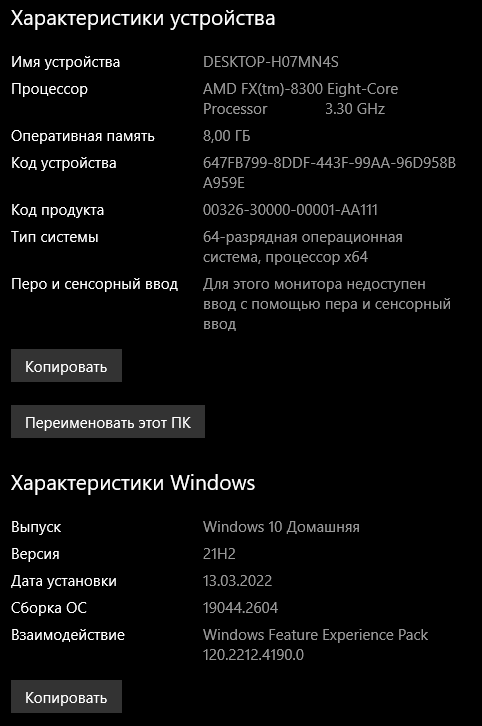 Характеристики устройства
Имя устройства DESKTOP-H07MN4S
Процессор AMD FX(tm)-8300 Eight-Core
Processor 3.30 GHz
Оперативная память 8,00 ГБ
Код устройства 647FB799-8DDF-443F-99AA-96D958B
A959E
Код продукта 00326-30000-00001-AA111
Тип системы 64-разрядная операционная
система, процессор x64
Перо и сенсорный ввод Для этого монитора недоступен
ввод с помощью пера и сенсорный
ввод
Копировать
Переименовать этот ПК
Характеристики Windows
Выпуск Windows 10 Домашняя
Версия 21H2
Дата установки 13.03.2022
Сборка ОС 19044.2604
Взаимодействие Windows Feature Experience Pack
120.2212.4190.0
Копировать